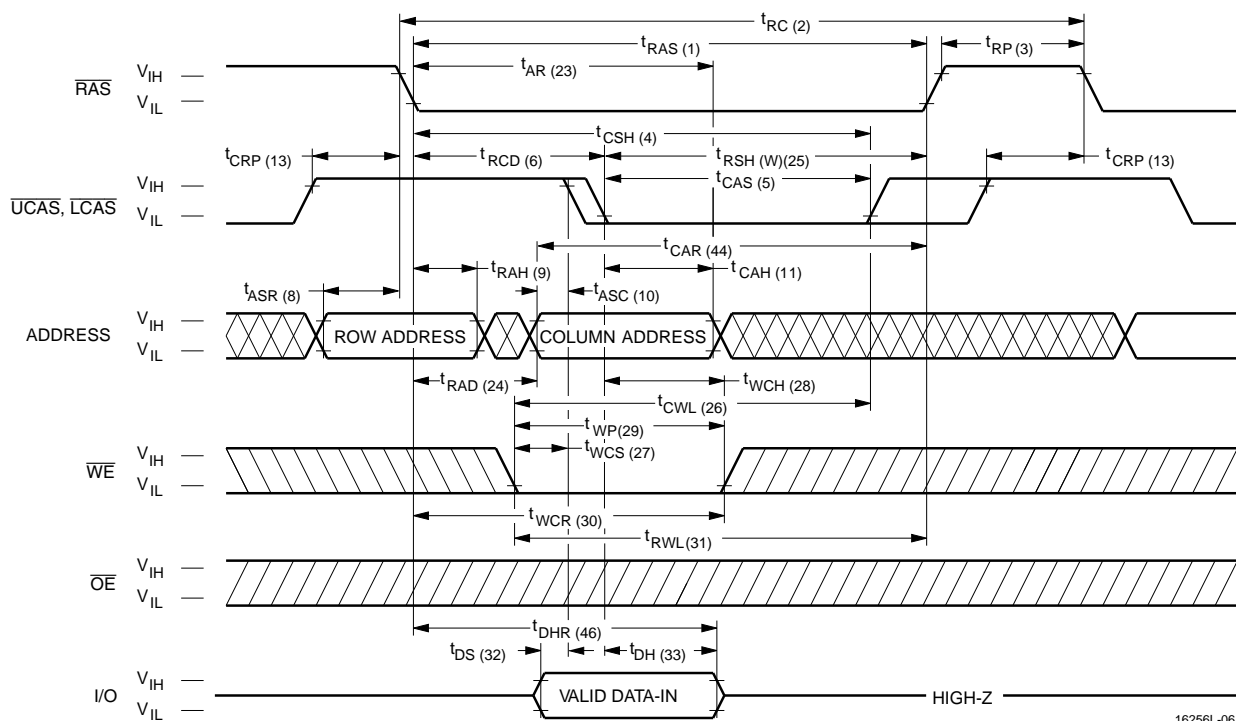 tRC (2)
tRAS (1)
tRP (3)
tAR (23)
RAS
VIH
VIL
tCSH (4)
tCRP (13)
tRCD (6)
tRSH (W)(25)
tCRP (13)
tCAS (5)
UCAS, LCAS
VIH
VIL
tCAR (44)
tRAH (9)
tCAH (11)
tASR (8)
tASC (10)
ADDRESS
VIH
VIL
ROW ADDRESS
COLUMN ADDRESS
tRAD (24)
tWCH (28)
tCWL (26)
tWP(29)
tWCS (27)
WE
VIH
VIL
tWCR (30)
tRWL(31)
OE
VIH
VIL
tDHR (46)
tDS (32)
tDH (33)
I/O
VIH
VIL
VALID DATA-IN
HIGH-Z
16256L-06